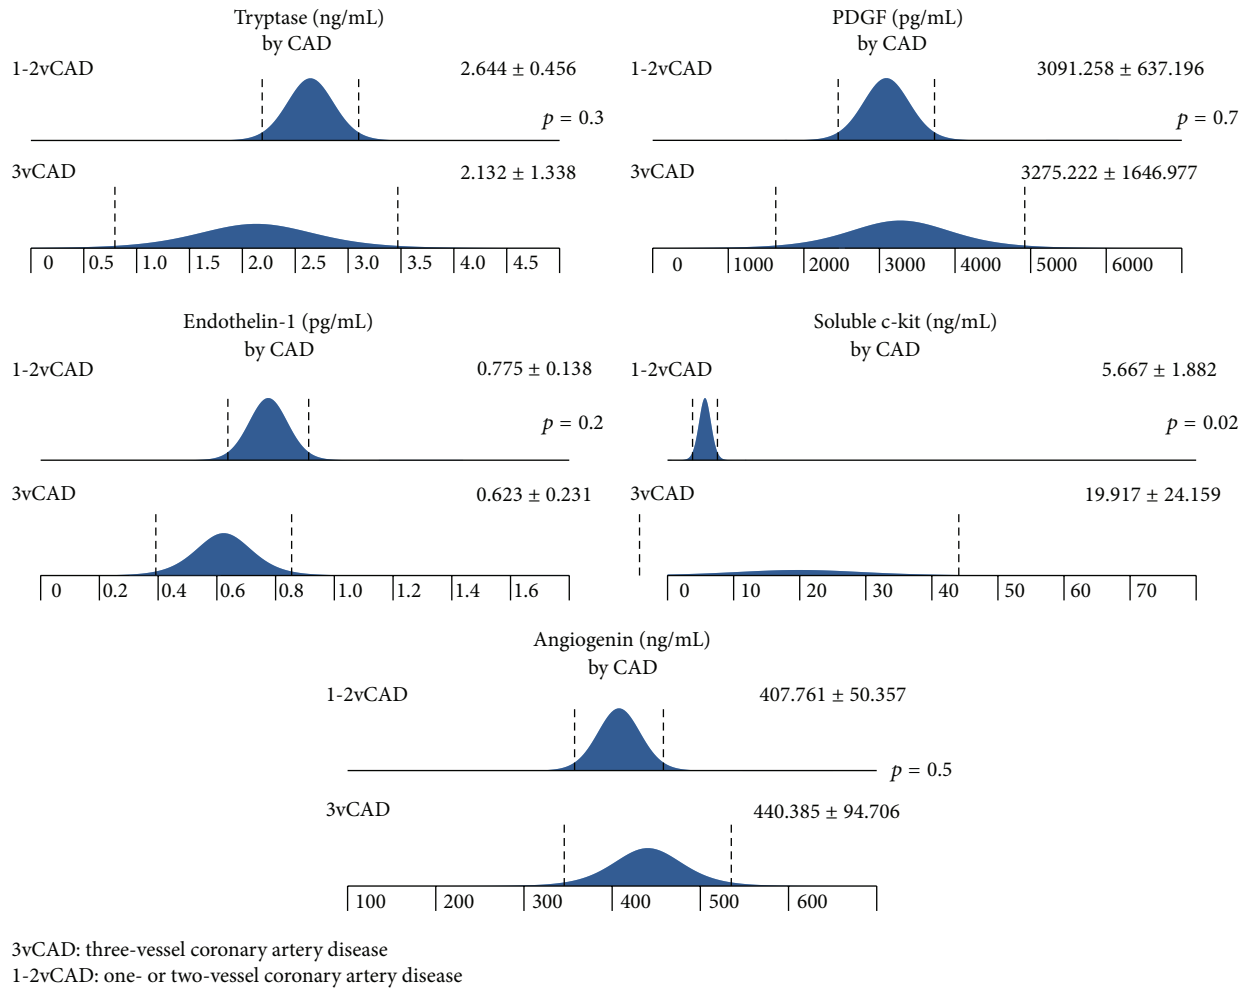 Tryptase (ng/mL)
by CAD
1-2vCAD
2.644 ± 0.456
p = 0.3
3vCAD
2.132 ± 1.338
0 0.5 1.0 1.5 2.0 2.5 3.0 3.5 4.0 4.5
PDGF (pg/mL)
by CAD
1-2vCAD
3091.258 ± 637.196
p = 0.7
3vCAD
3275.222 ± 1646.977
0 1000 2000 3000 4000 5000 6000
Endothelin-1 (pg/mL)
by CAD
1-2vCAD
0.775 ± 0.138
p = 0.2
3vCAD
0.623 ± 0.231
0 0.2 0.4 0.6 0.8 1.0 1.2 1.4 1.6
Soluble c-kit (ng/mL)
by CAD
1-2vCAD
5.667 ± 1.882
p = 0.02
3vCAD
19.917 ± 24.159
0 10 20 30 40 50 60 70
Angiogenin (ng/mL)
by CAD
1-2vCAD
407.761 ± 50.357
p = 0.5
3vCAD
440.385 ± 94.706
100 200 300 400 500 600
3vCAD: three-vessel coronary artery disease
1-2vCAD: one- or two-vessel coronary artery disease